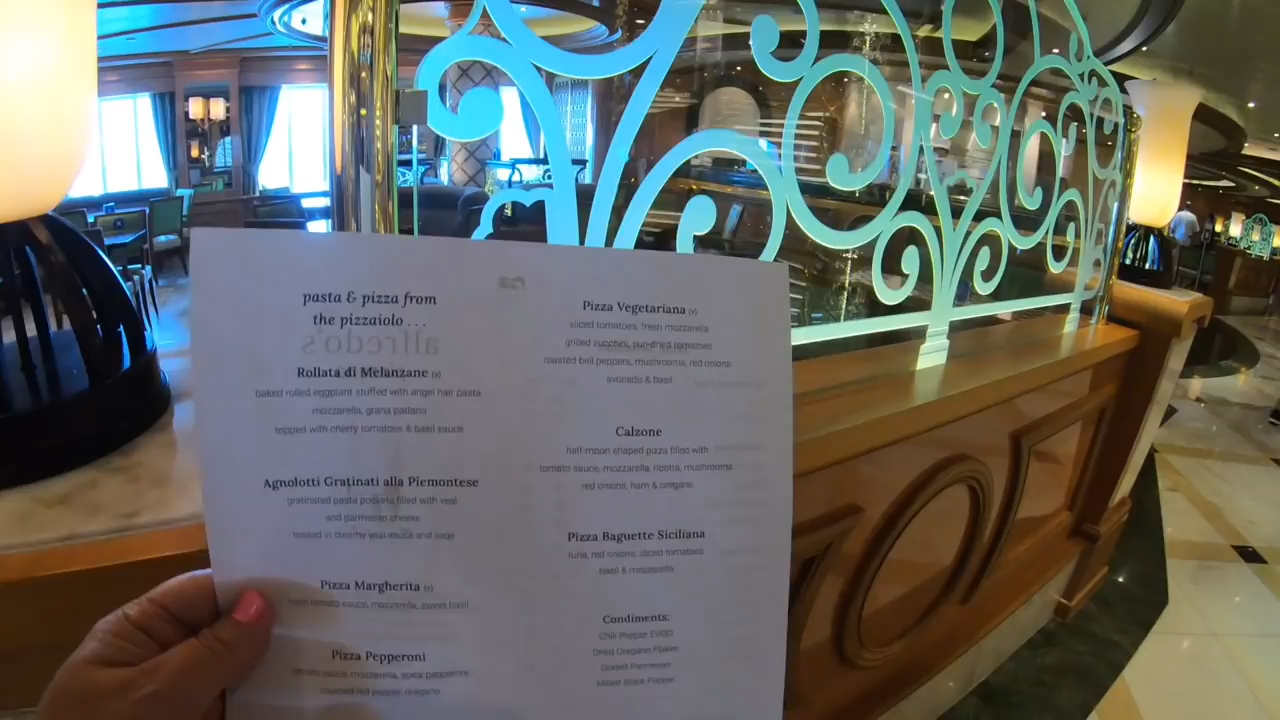 pasta & pizza from
the pizzaiolo . . .
alfredo's
Rollata di Melanzane (v)
baked rolled eggplant stuffed with angel hair pasta
mozzarella, grana padana
topped with cherry tomatoes & basil sauce
Agnolotti Gratinati alla Piemontese
gratinated pasta pockets filled with veal
and parmesan cheese
tossed in creamy veal sauce and sage
Pizza Margherita (v)
fresh tomato sauce, mozzarella, sweet basil
Pizza Pepperoni
tomato sauce, mozzarella, spicy pepperoni
crushed red pepper, oregano
Pizza Vegetariana (v)
sliced tomatoes, fresh mozzarella
grilled zucchini, sun-dried tomatoes
roasted bell peppers, mushrooms, red onions
avocado & basil
Calzone
half-moon shaped pizza filled with
tomato sauce, mozzarella, ricotta, mushrooms
red onions, ham & oregano
Pizza Baguette Siciliana
tuna, red onions, sliced tomatoes
basil & mozzarella
Condiments:
Chili Pepper EVOO
Dried Oregano Flakes
Grated Parmesan
Milled Black Pepper